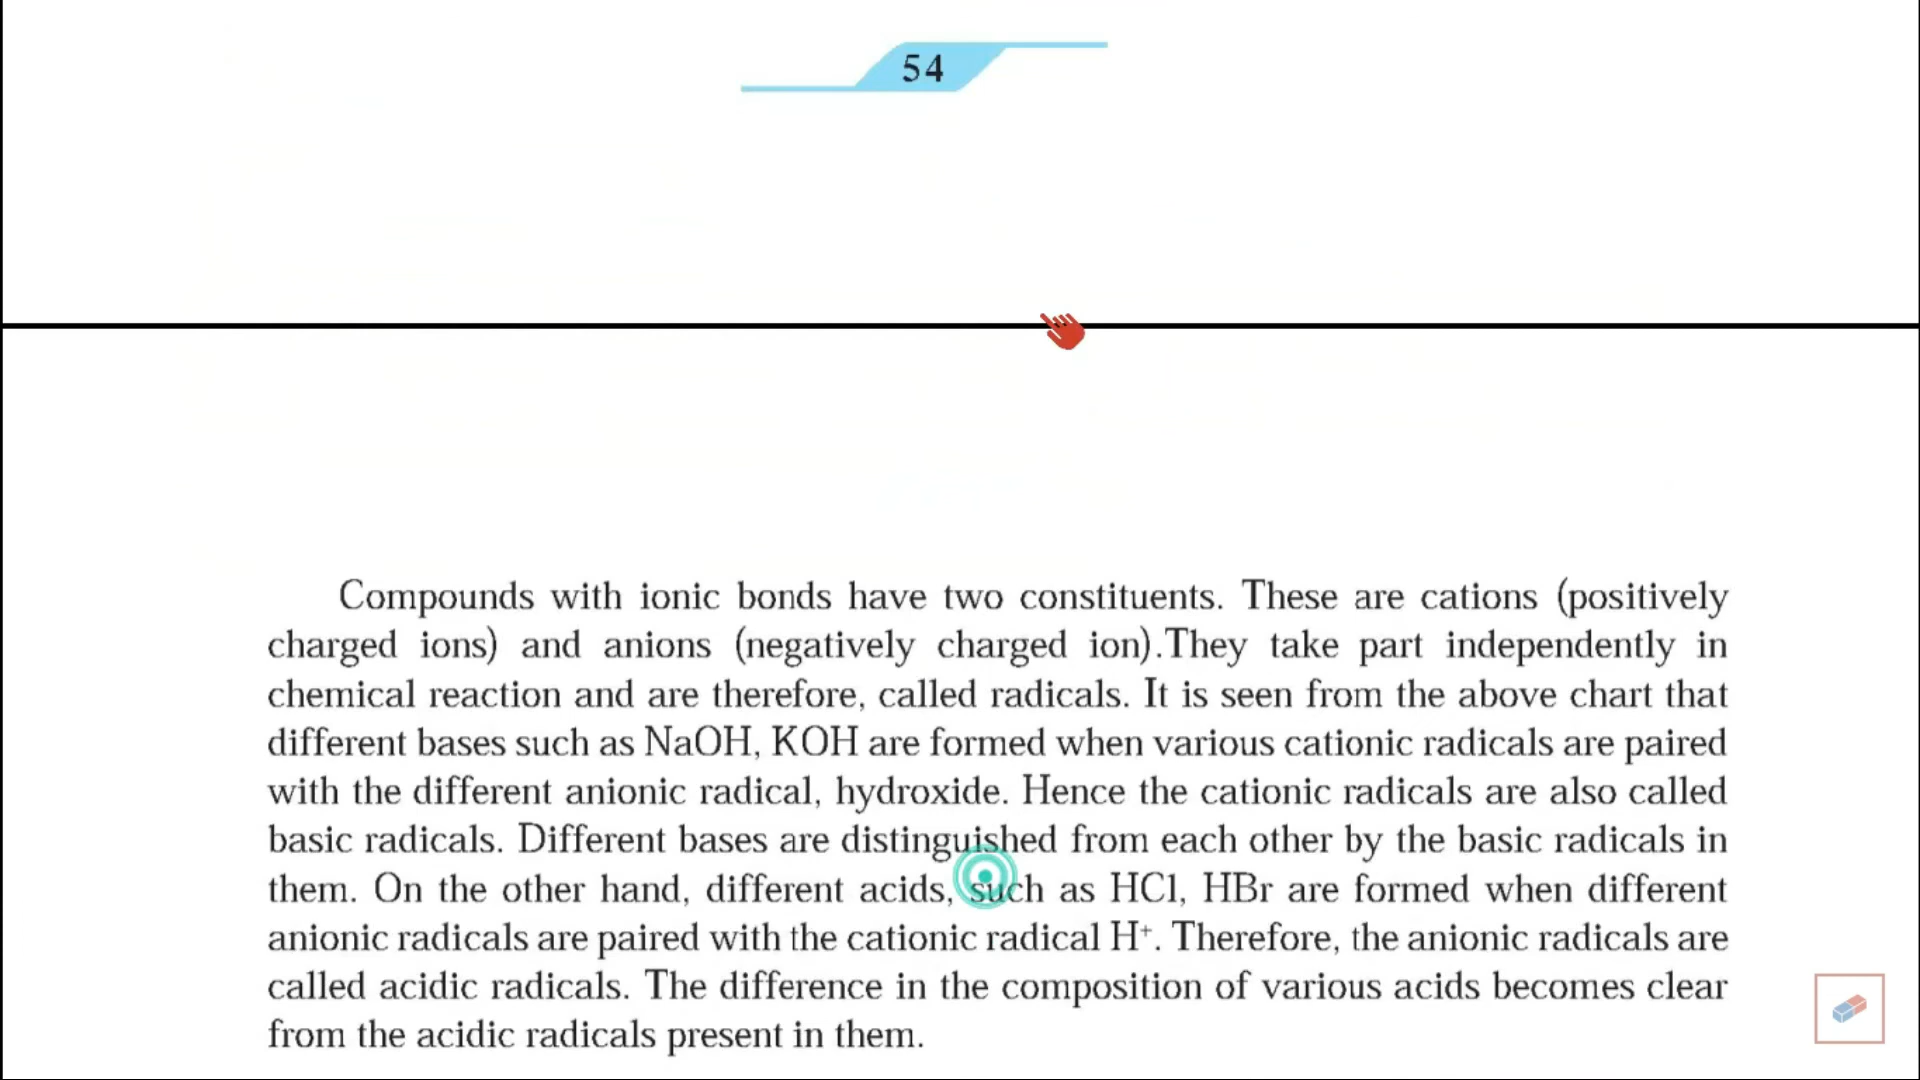 54
Compounds with ionic bonds have two constituents. These are cations (positively
charged ions) and anions (negatively charged ion).They take part independently in
chemical reaction and are therefore, called radicals. It is seen from the above chart that
different bases such as NaOH, KOH are formed when various cationic radicals are paired
with the different anionic radical, hydroxide. Hence the cationic radicals are also called
basic radicals. Different bases are distinguished from each other by the basic radicals in
them. On the other hand, different acids, such as HCl, HBr are formed when different
anionic radicals are paired with the cationic radical H⁺. Therefore, the anionic radicals are
called acidic radicals. The difference in the composition of various acids becomes clear
from the acidic radicals present in them.